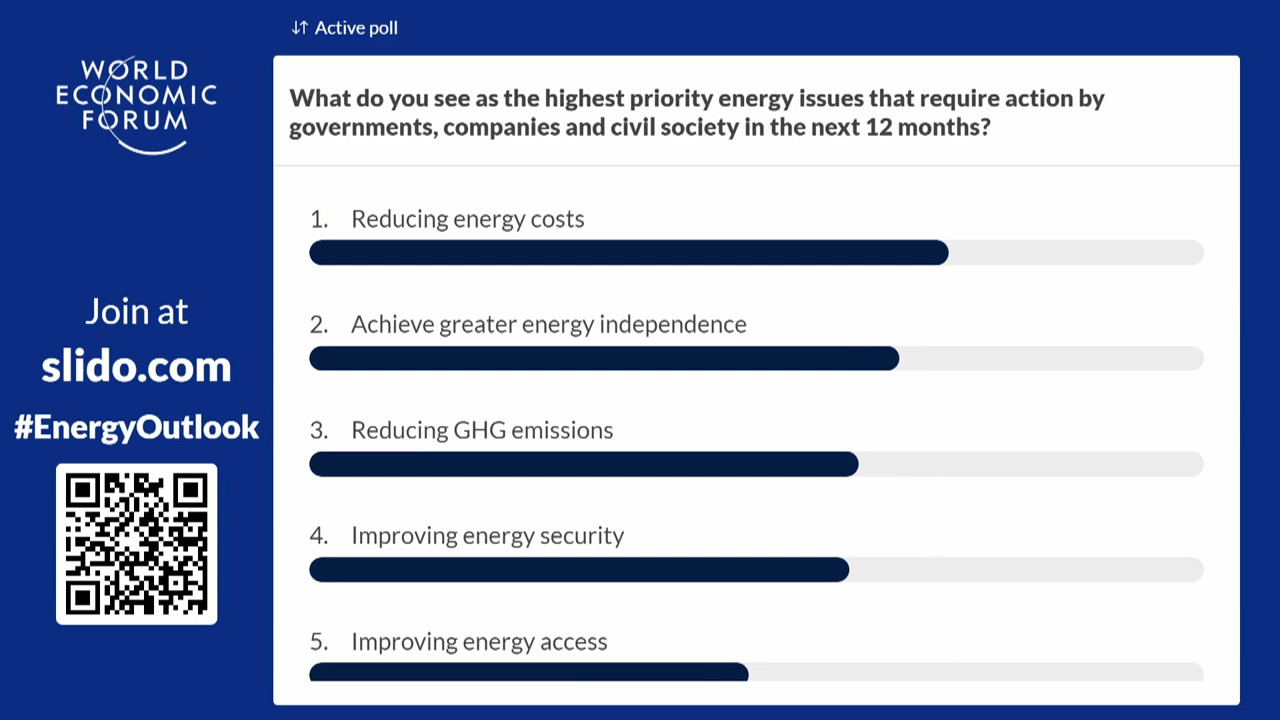 ↓↑ Active poll
WORLD
ECONOMIC
FORUM
What do you see as the highest priority energy issues that require action by
governments, companies and civil society in the next 12 months?
1. Reducing energy costs
2. Achieve greater energy independence
3. Reducing GHG emissions
4. Improving energy security
5. Improving energy access
Join at
slido.com
#EnergyOutlook